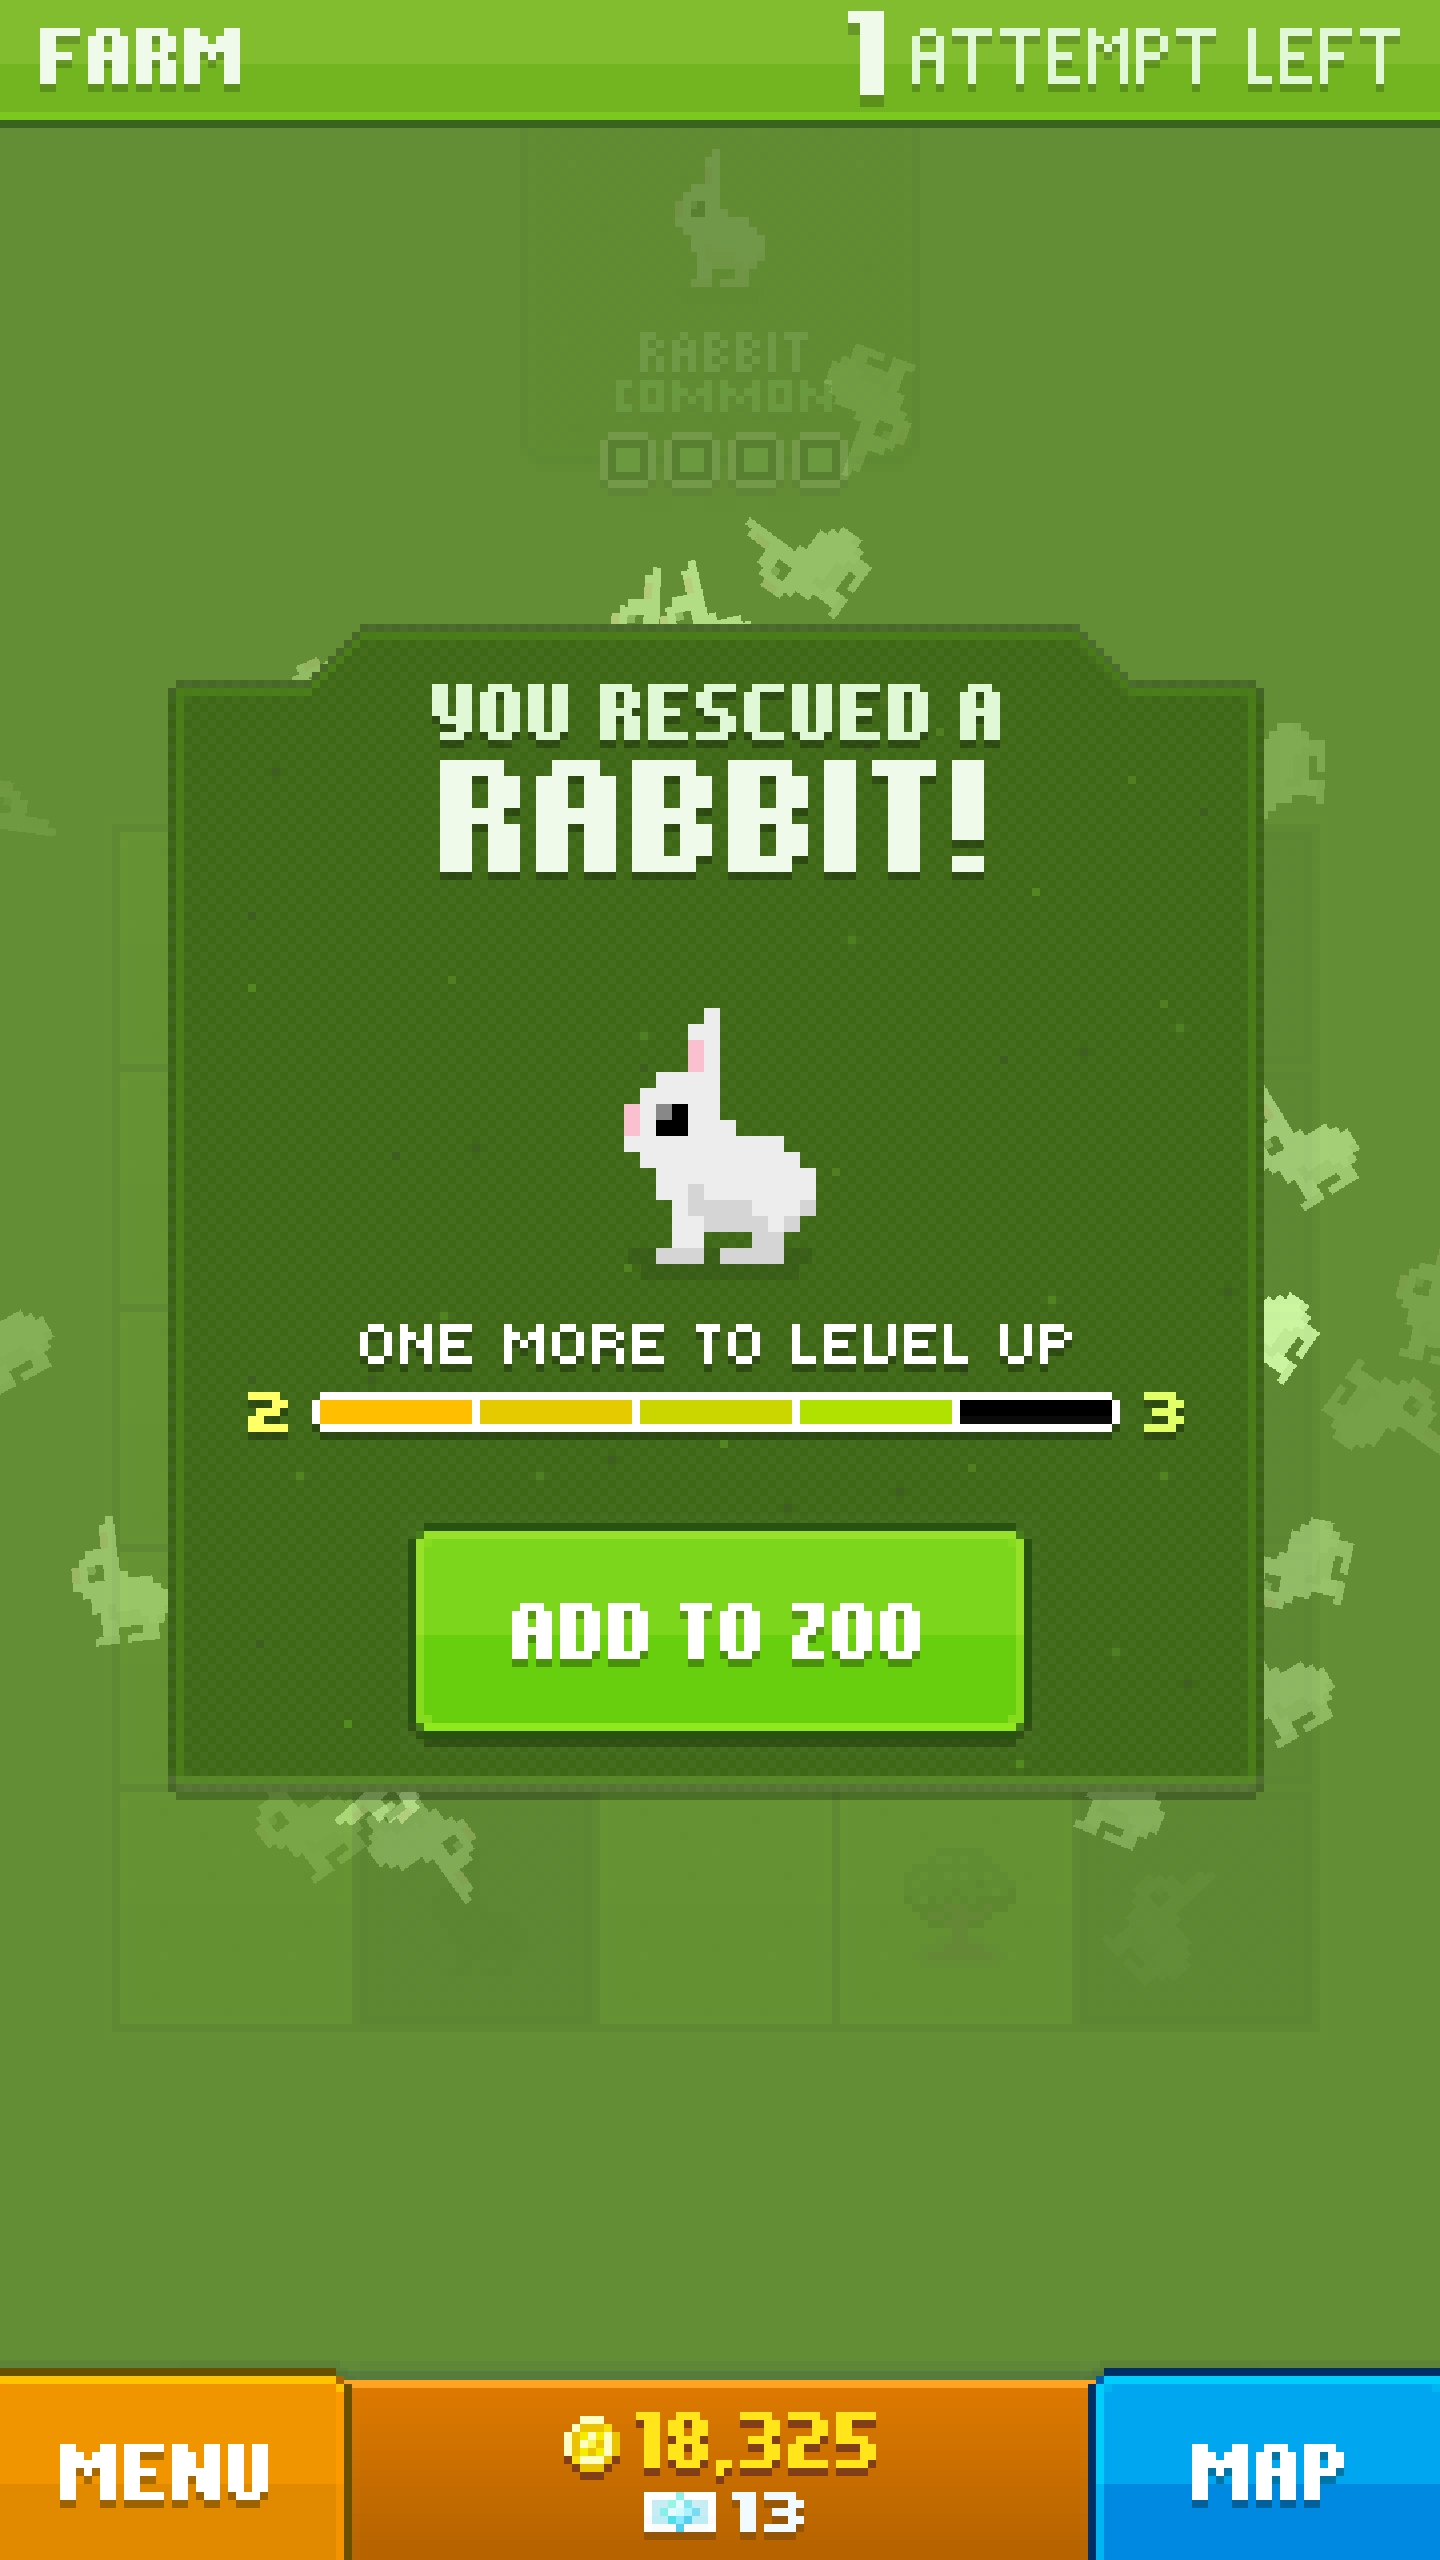 FARM
1 ATTEMPT LEFT
RABBIT
COMMON
YOU RESCUED A
RABBIT!
ONE MORE TO LEVEL UP
2 3
ADD TO ZOO
MENU
18,325
13
MAP